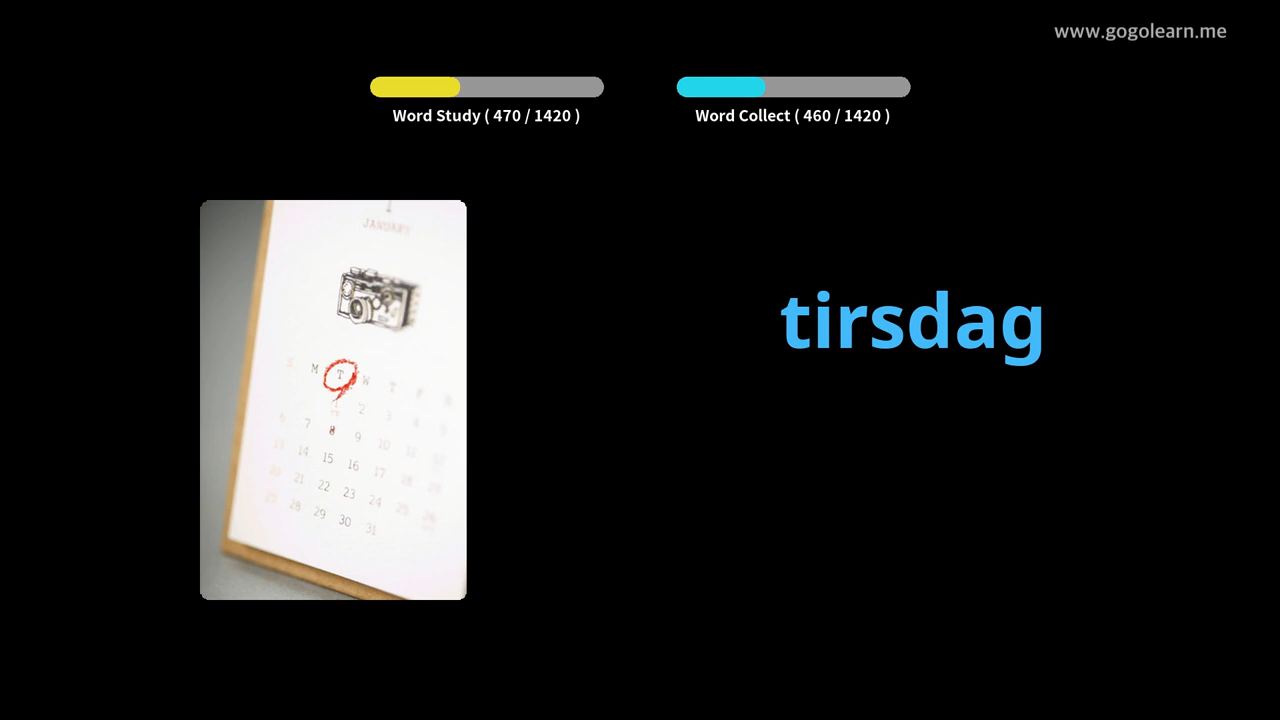 www.gogolearn.me
Word Study ( 470 / 1420 )
Word Collect ( 460 / 1420 )
tirsdag
JANUARY
S M T W T F S
1 2 3 4 5
6 7 8 9 10 11 12
13 14 15 16 17 18 19
20 21 22 23 24 25 26
27 28 29 30 31